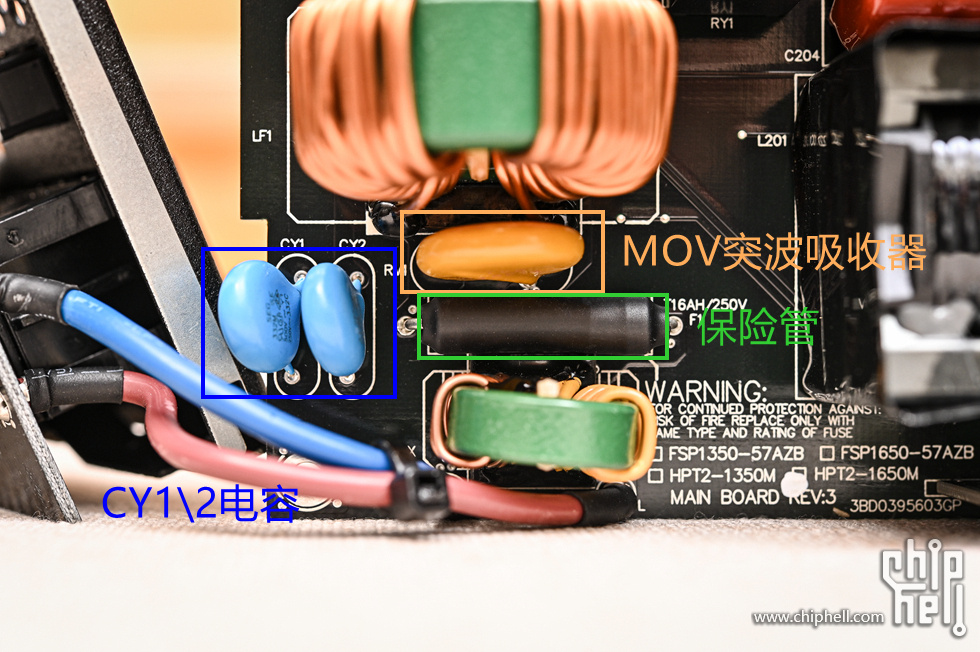 RY1
RY1
C204
LF1
L201
CY1 CY2
MOV突波吸收器
16AH/250V
F1
保险管
WARNING:
FOR CONTINUED PROTECTION AGAINST
RISK OF FIRE REPLACE ONLY WITH
SAME TYPE AND RATING OF FUSE
FSP1350-57AZB FSP1650-57AZB
HPT2-1350M HPT2-1650M
MAIN BOARD REV:3
3BD0395603GP
CY1\2电容
L
chip
hell
www.chiphell.com